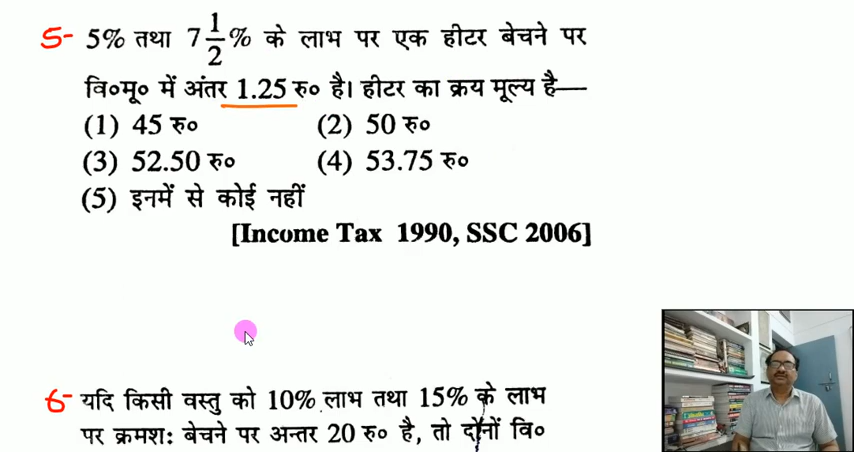 5- 5% तथा 7 1/2 % के लाभ पर एक हीटर बेचने पर
वि०मू० में अंतर 1.25 रु० है। हीटर का क्रय मूल्य है—
(1) 45 रु० (2) 50 रु०
(3) 52.50 रु० (4) 53.75 रु०
(5) इनमें से कोई नहीं
[Income Tax 1990, SSC 2006]
6- यदि किसी वस्तु को 10% लाभ तथा 15% के लाभ
पर क्रमश: बेचने पर अन्तर 20 रु० है, तो दोनों वि०